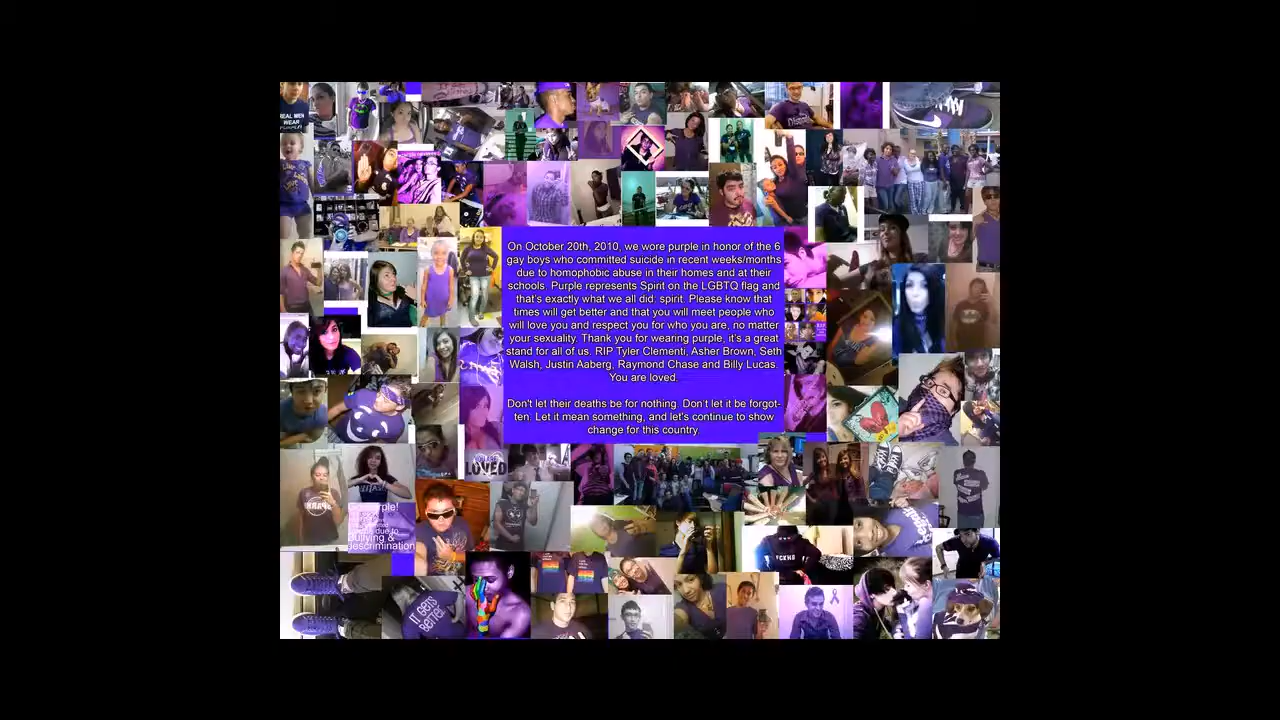 REAL MEN
WEAR
On October 20th, 2010, we wore purple in honor of the 6
gay boys who committed suicide in recent weeks/months
due to homophobic abuse in their homes and at their
schools. Purple represents Spirit on the LGBTQ flag and
that's exactly what we all did: spirit. Please know that
times will get better and that you will meet people who
will love you and respect you for who you are, no matter
your sexuality. Thank you for wearing purple, it's a great
stand for all of us. RIP Tyler Clementi, Asher Brown, Seth
Walsh, Justin Aaberg, Raymond Chase and Billy Lucas.
You are loved.
Don't let their deaths be for nothing. Don't let it be forgot-
ten. Let it mean something, and let's continue to show
change for this country.
YOU ARE
LOVED
due to
bullying &
descrimination
IT GETS
BETTER